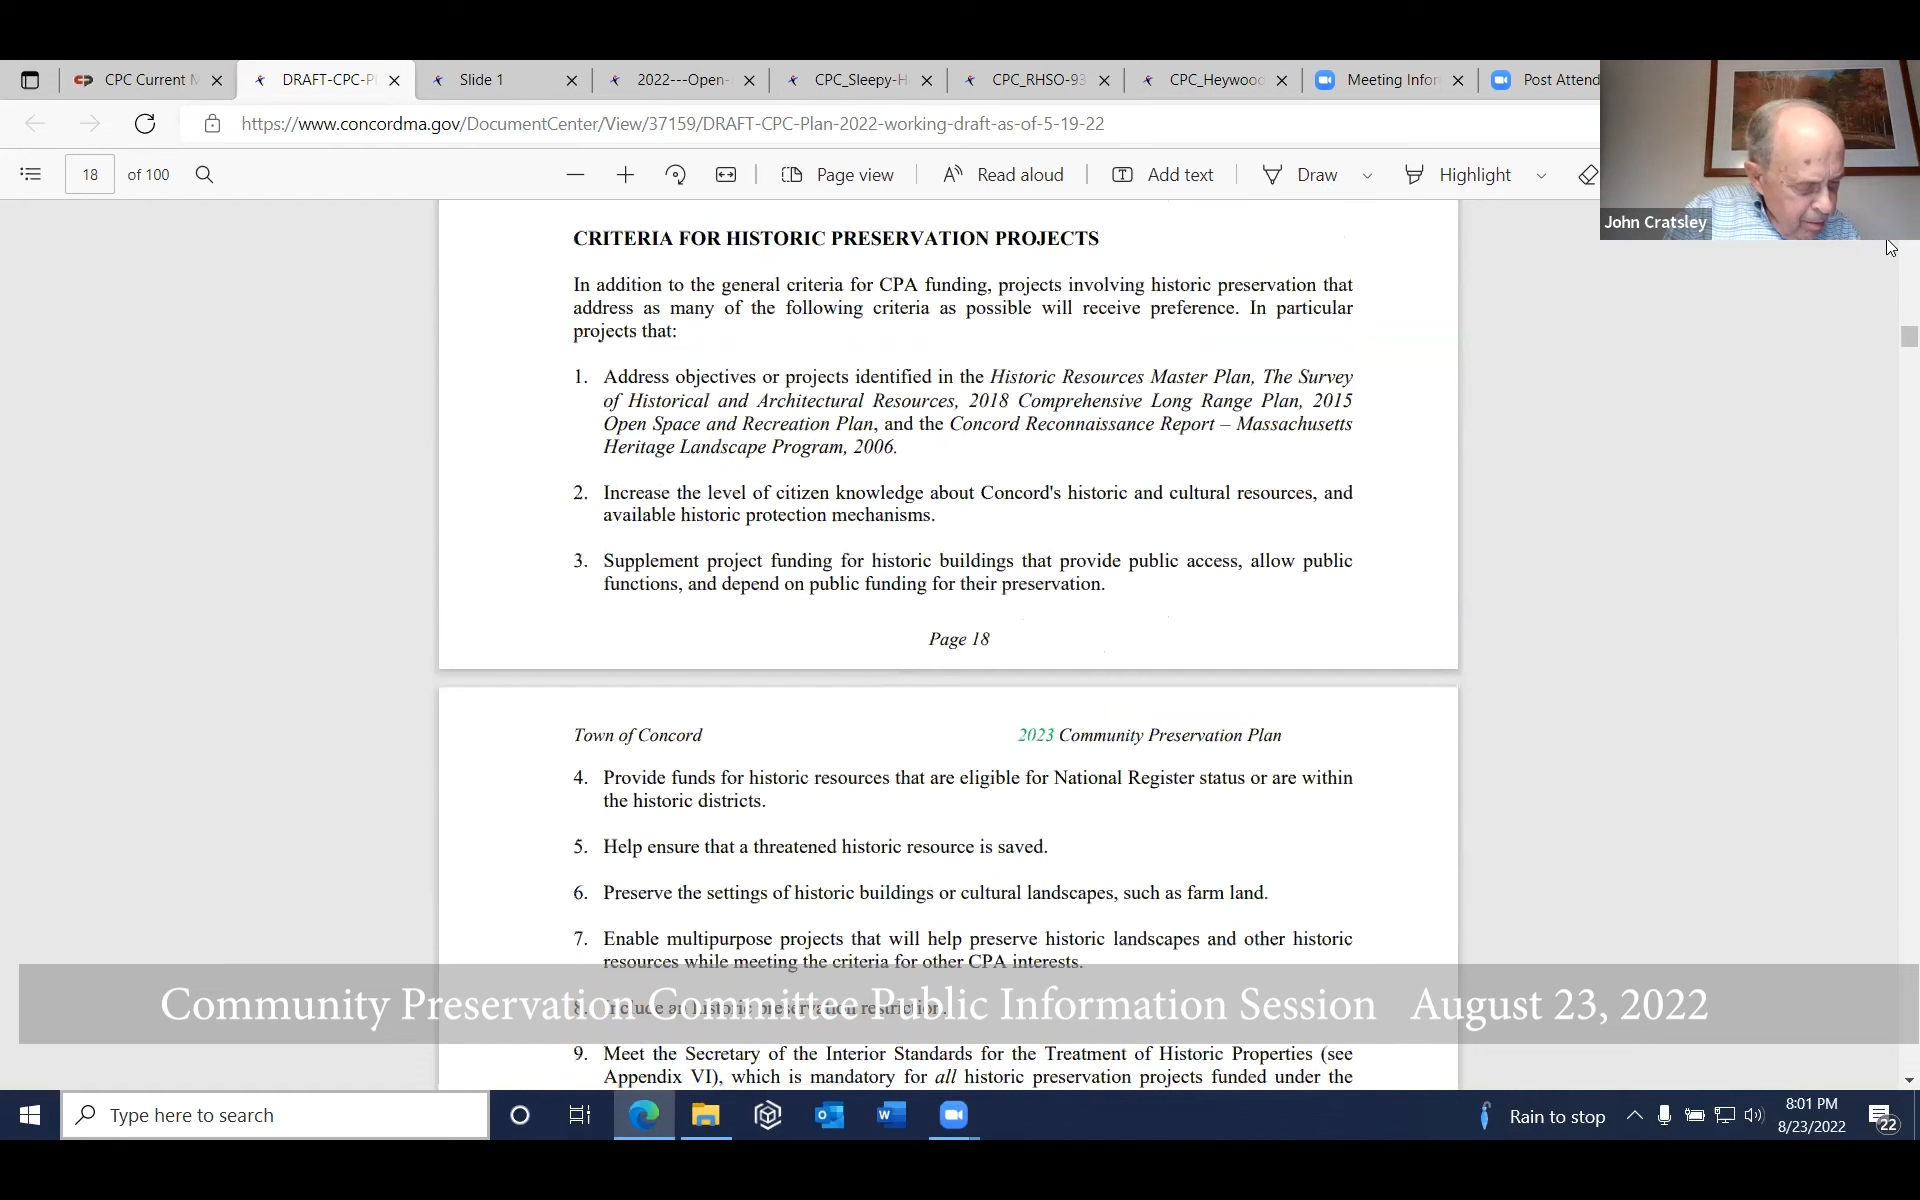 CPC Current M
DRAFT-CPC-P
Slide 1
2022---Open-
CPC_Sleepy-H
CPC_RHSO-93
CPC_Heywood
Meeting Infor
Post Attend
https://www.concordma.gov/DocumentCenter/View/37159/DRAFT-CPC-Plan-2022-working-draft-as-of-5-19-22
18 of 100
Page view
Read aloud
Add text
Draw
Highlight
John Cratsley
CRITERIA FOR HISTORIC PRESERVATION PROJECTS
In addition to the general criteria for CPA funding, projects involving historic preservation that
address as many of the following criteria as possible will receive preference. In particular
projects that:
1. Address objectives or projects identified in the Historic Resources Master Plan, The Survey
of Historical and Architectural Resources, 2018 Comprehensive Long Range Plan, 2015
Open Space and Recreation Plan, and the Concord Reconnaissance Report – Massachusetts
Heritage Landscape Program, 2006.
2. Increase the level of citizen knowledge about Concord's historic and cultural resources, and
available historic protection mechanisms.
3. Supplement project funding for historic buildings that provide public access, allow public
functions, and depend on public funding for their preservation.
Page 18
Town of Concord
2023 Community Preservation Plan
4. Provide funds for historic resources that are eligible for National Register status or are within
the historic districts.
5. Help ensure that a threatened historic resource is saved.
6. Preserve the settings of historic buildings or cultural landscapes, such as farm land.
7. Enable multipurpose projects that will help preserve historic landscapes and other historic
resources while meeting the criteria for other CPA interests.
8. Include an historic preservation restriction.
Community Preservation Committee Public Information Session August 23, 2022
9. Meet the Secretary of the Interior Standards for the Treatment of Historic Properties (see
Appendix VI), which is mandatory for all historic preservation projects funded under the
Type here to search
Rain to stop
8:01 PM
8/23/2022
22